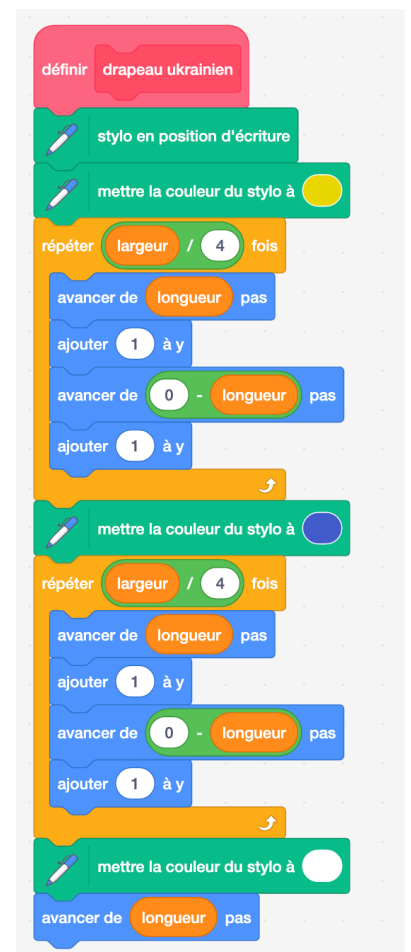 définir drapeau ukrainien
stylo en position d'écriture
mettre la couleur du stylo à
répéter largeur / 4 fois
avancer de longueur pas
ajouter 1 à y
avancer de 0 - longueur pas
ajouter 1 à y
mettre la couleur du stylo à
répéter largeur / 4 fois
avancer de longueur pas
ajouter 1 à y
avancer de 0 - longueur pas
ajouter 1 à y
mettre la couleur du stylo à
avancer de longueur pas